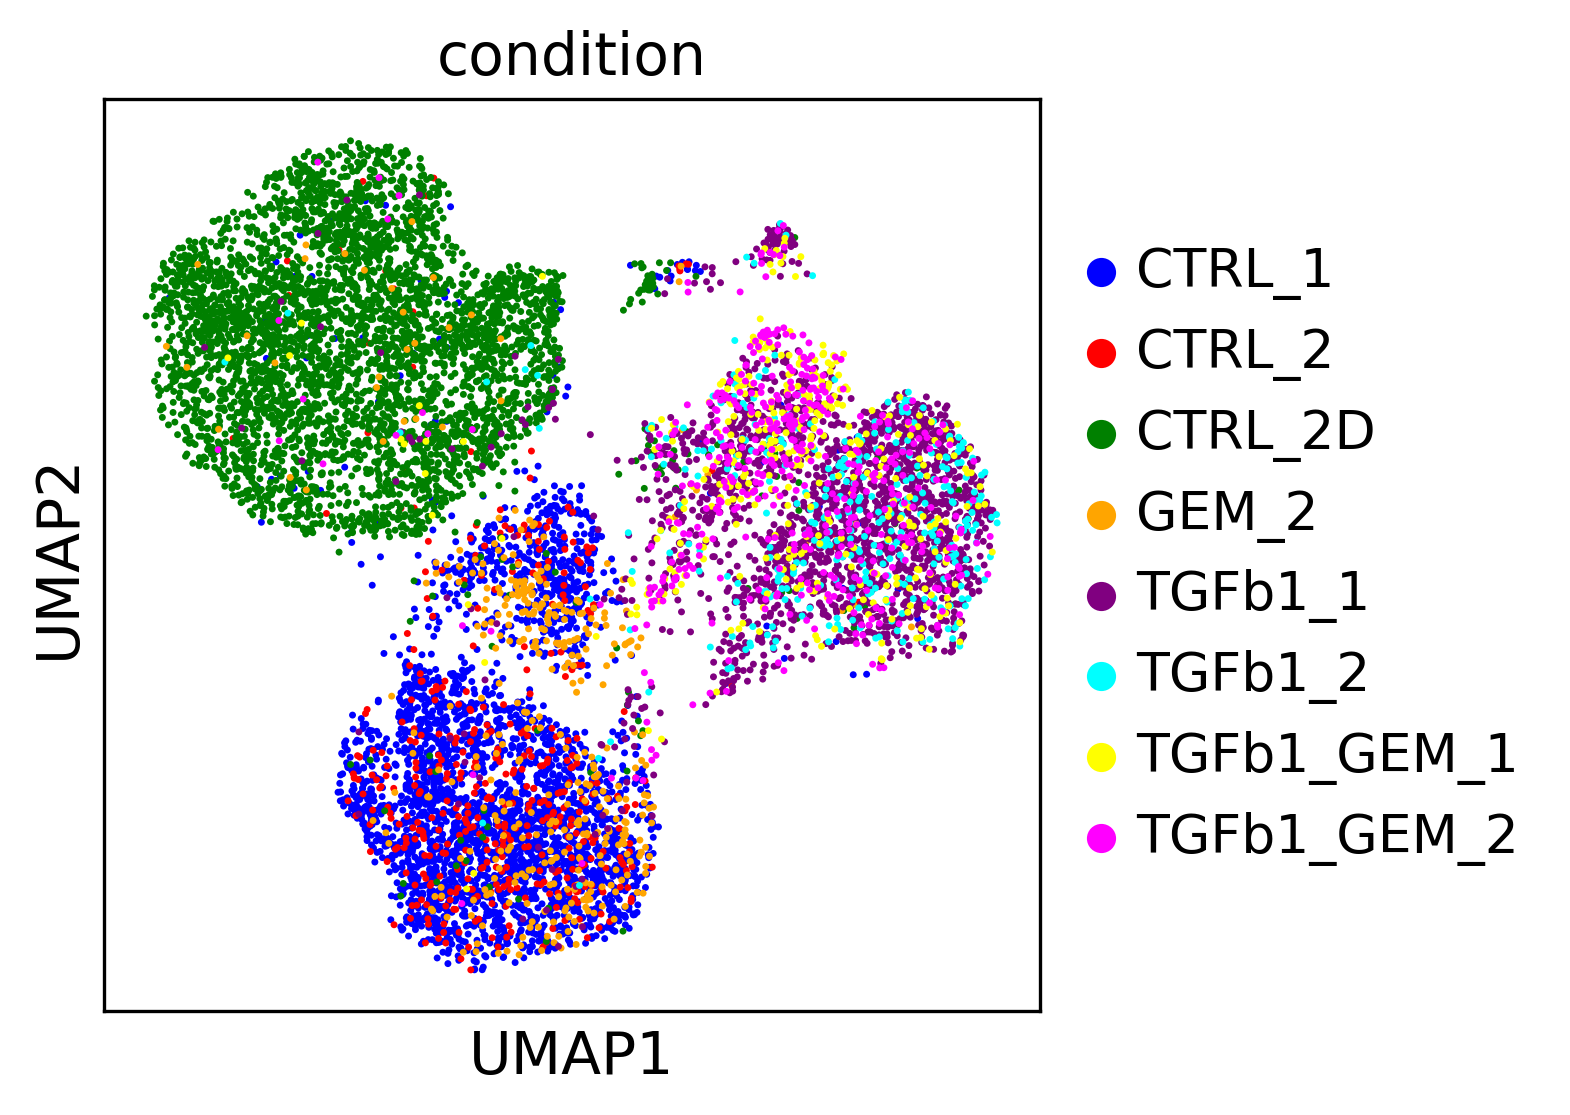 condition
UMAP2
UMAP1
CTRL_1
CTRL_2
CTRL_2D
GEM_2
TGFb1_1
TGFb1_2
TGFb1_GEM_1
TGFb1_GEM_2